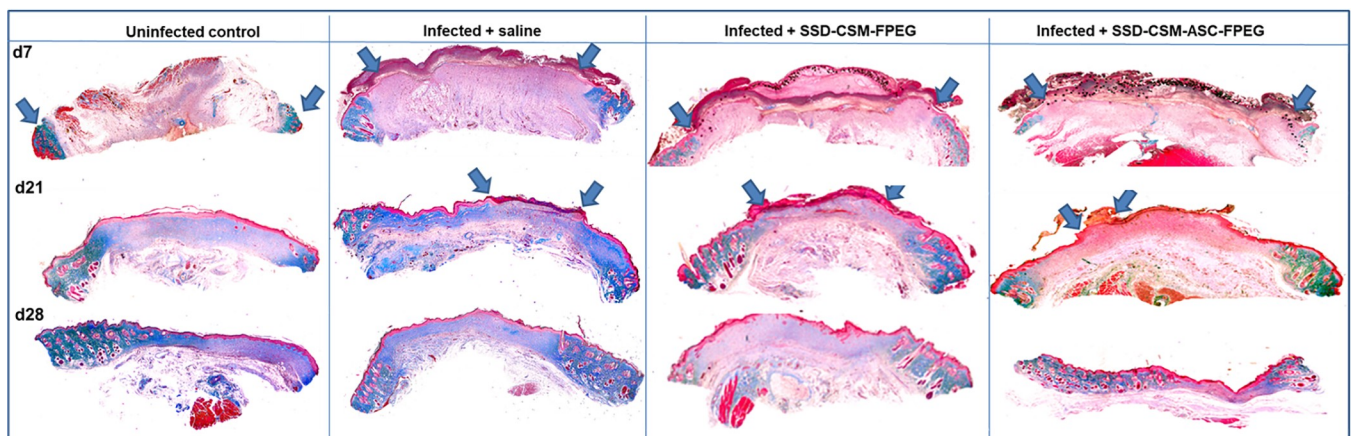 Uninfected control
Infected + saline
Infected + SSD-CSM-FPEG
Infected + SSD-CSM-ASC-FPEG
d7
d21
d28